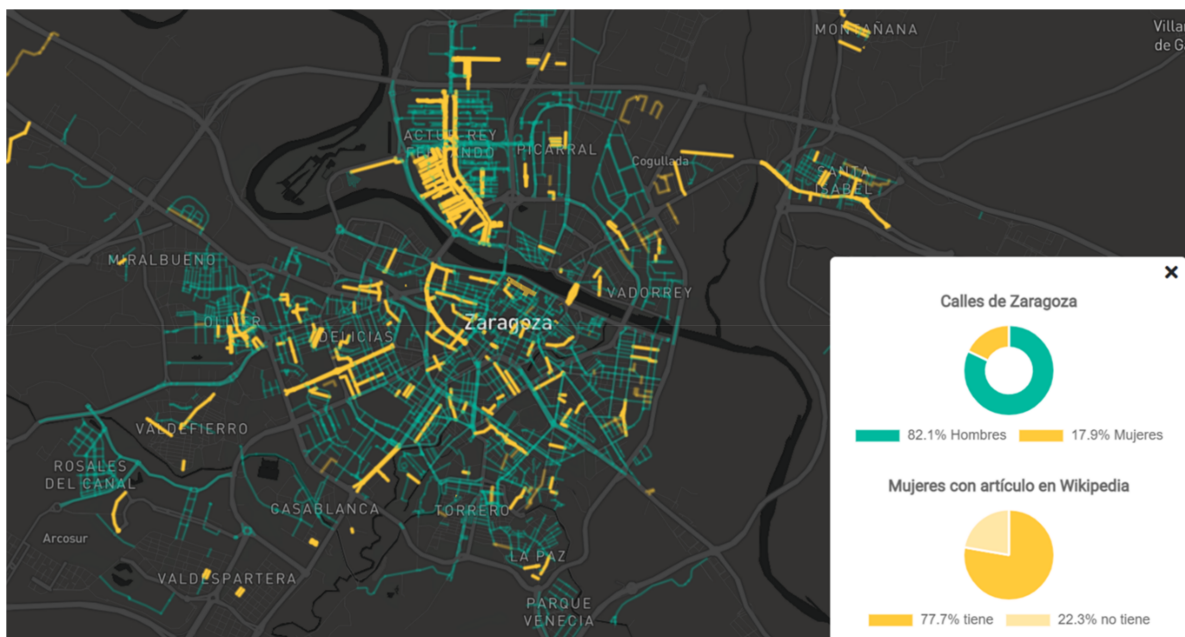 MONTAÑANA
Villa
de Ga
ACTUR-REY
FERNANDO
PICARRAL
Cogullada
SANTA
ISABEL
MIRALBUENO
VADORREY
OLIVER
DELICIAS
Zaragoza
VALDEFIERRO
ROSALES
DEL CANAL
CASABLANCA
TORRERO
Arcosur
LA PAZ
VALDESPARTERA
PARQUE
VENECIA
×
Calles de Zaragoza
82.1% Hombres 17.9% Mujeres
Mujeres con artículo en Wikipedia
77.7% tiene 22.3% no tiene